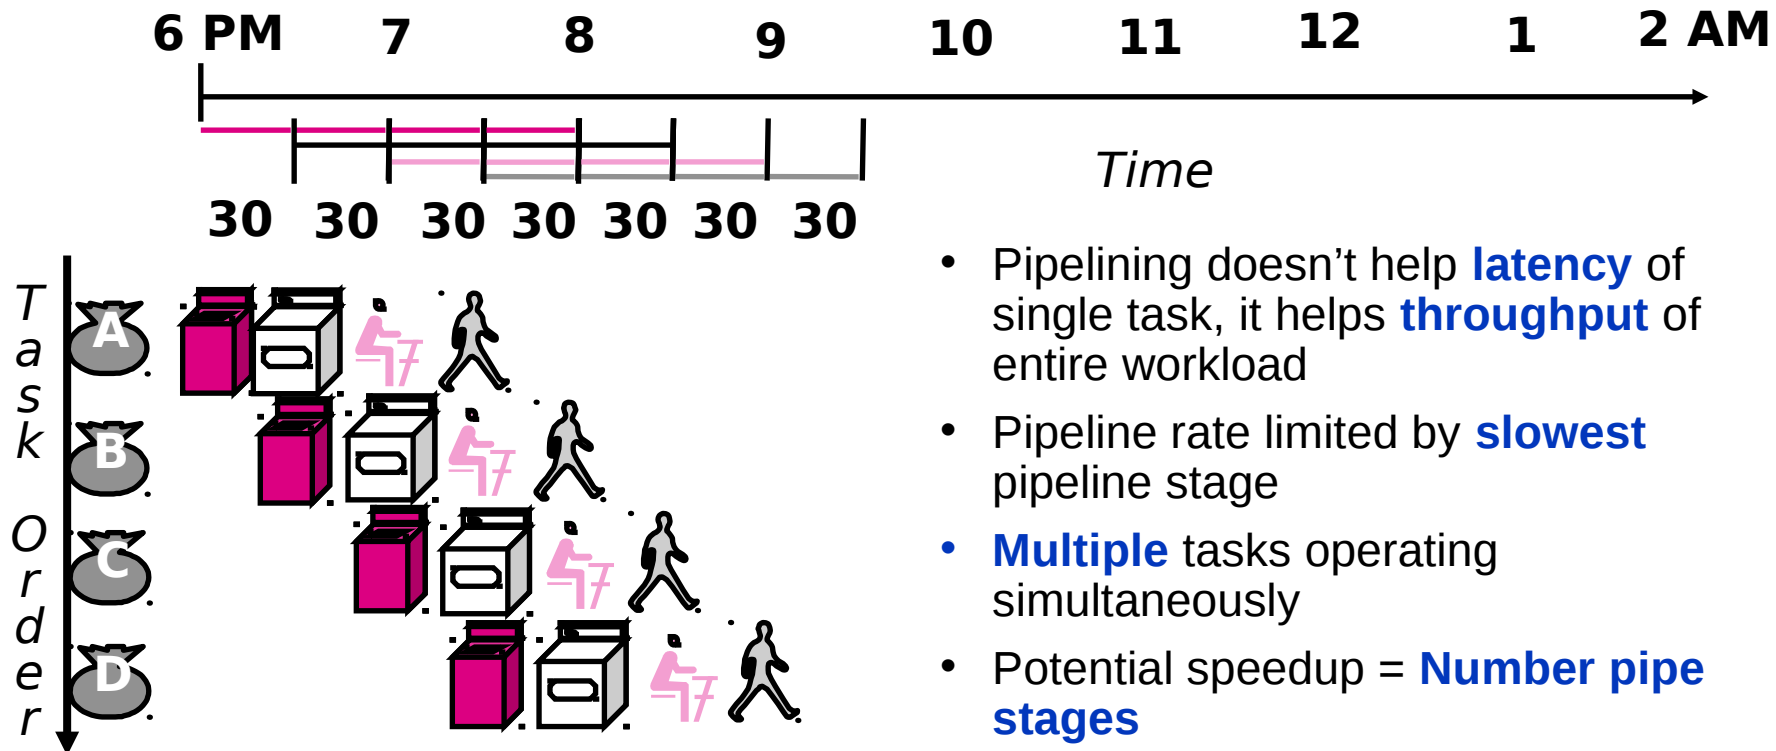 6 PM 7 8 9 10 11 12 1 2 AM
Time
30 30 30 30 30 30 30
Task Order
A
B
C
D
• Pipelining doesn’t help latency of
single task, it helps throughput of
entire workload
• Pipeline rate limited by slowest
pipeline stage
• Multiple tasks operating
simultaneously
• Potential speedup = Number pipe
stages